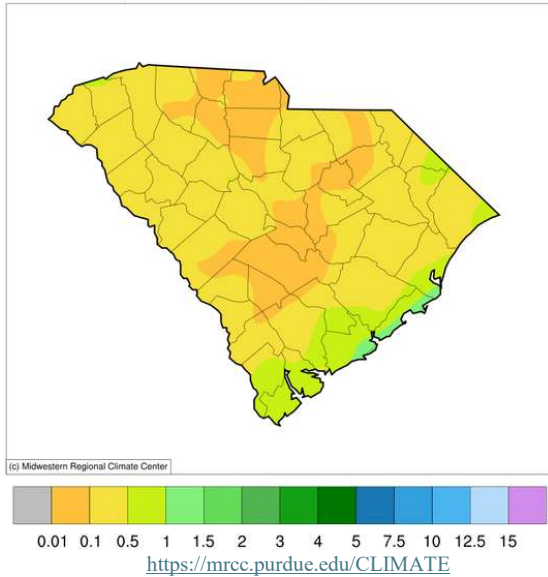 (c) Midwestern Regional Climate Center
0.01 0.1 0.5 1 1.5 2 3 4 5 7.5 10 12.5 15
https://mrcc.purdue.edu/CLIMATE